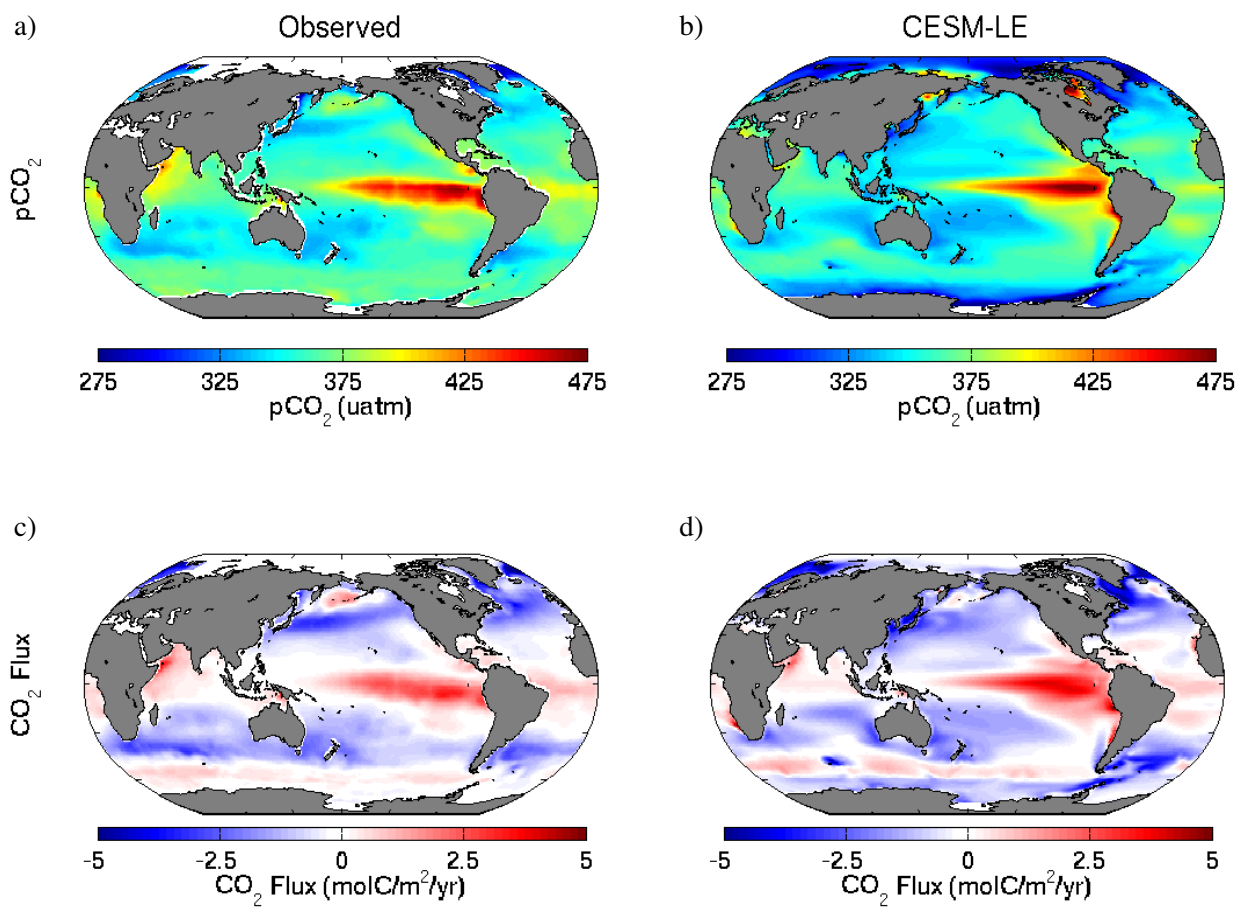 a)
Observed
b)
CESM-LE
pCO₂
275 325 375 425 475
pCO₂ (uatm)
275 325 375 425 475
pCO₂ (uatm)
c)
d)
CO₂ Flux
-5 -2.5 0 2.5 5
CO₂ Flux (molC/m²/yr)
-5 -2.5 0 2.5 5
CO₂ Flux (molC/m²/yr)